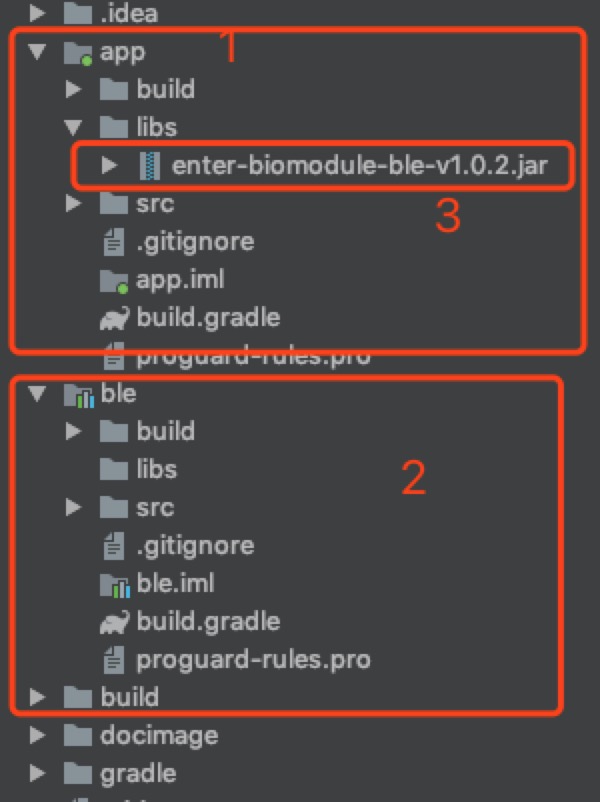 .idea
1
app
build
libs
enter-biomodule-ble-v1.0.2.jar
src
3
.gitignore
app.iml
build.gradle
proguard-rules.pro
ble
build
libs
2
src
.gitignore
ble.iml
build.gradle
proguard-rules.pro
build
docimage
gradle